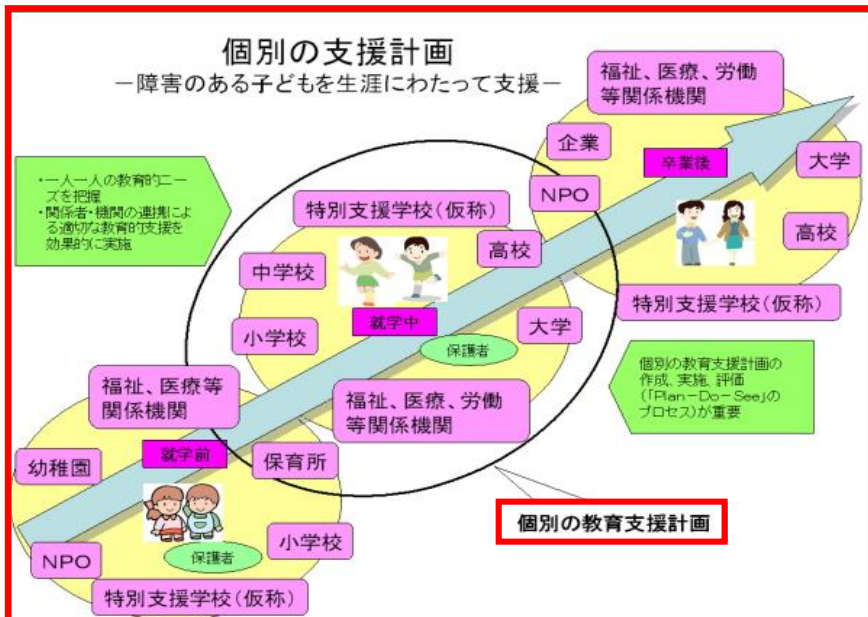 個別の支援計画
－障害のある子どもを生涯にわたって支援－
福祉、医療、労働
等関係機関
企業
卒業後
大学
・一人一人の教育的ニー
ズを把握
・関係者・機関の連携によ
る適切な教育的支援を
効果的に実施
NPO
特別支援学校（仮称）
高校
高校
中学校
特別支援学校（仮称）
就学中
大学
小学校
保護者
個別の教育支援計画の
作成、実施、評価
（「Plan－Do－See」の
プロセス）が重要
福祉、医療等
関係機関
福祉、医療、労働
等関係機関
就学前
保育所
幼稚園
個別の教育支援計画
小学校
NPO
保護者
特別支援学校（仮称）